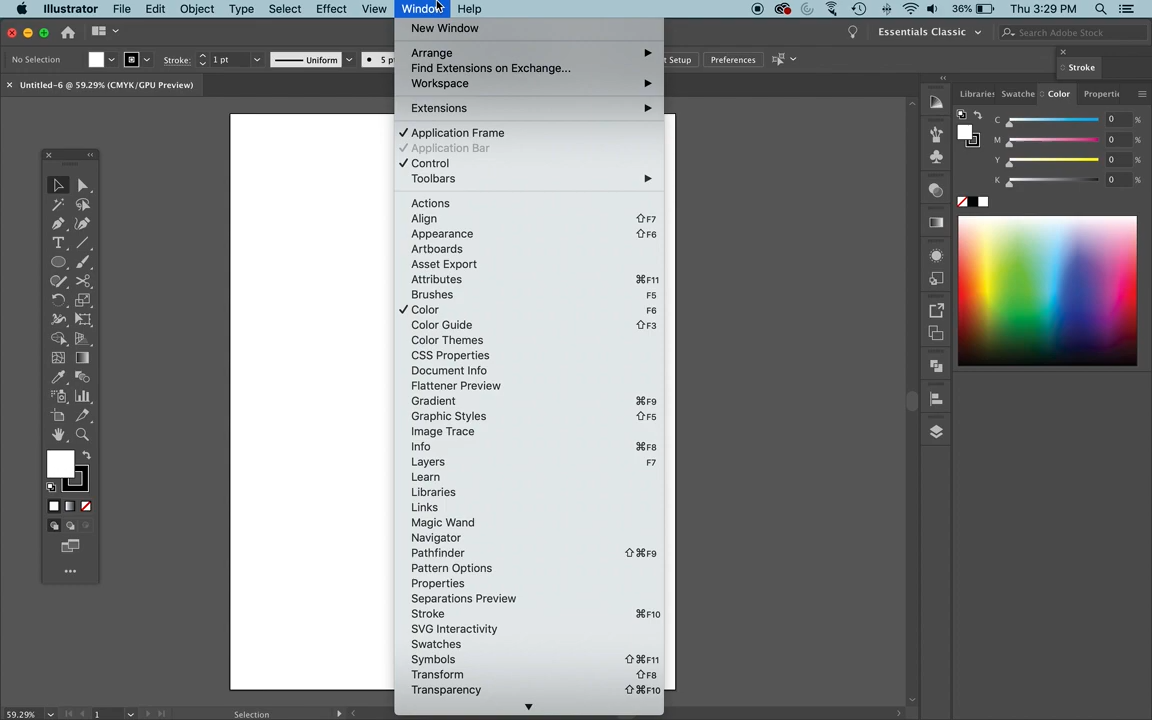 Illustrator File Edit Object Type Select Effect View Window Help 36% Thu 3:29 PM
Essentials Classic Search Adobe Stock
No Selection Stroke: 1 pt Uniform 5 p Setup Preferences
Stroke
Untitled-6 @ 59.29% (CMYK/GPU Preview)
Libraries Swatche Color Properti
C 0 %
M 0 %
Y 0 %
K 0 %
New Window
Arrange
Find Extensions on Exchange...
Workspace
Extensions
Application Frame
Application Bar
Control
Toolbars
Actions
Align ⇧F7
Appearance ⇧F6
Artboards
Asset Export
Attributes ⌘F11
Brushes F5
Color F6
Color Guide ⇧F3
Color Themes
CSS Properties
Document Info
Flattener Preview
Gradient ⌘F9
Graphic Styles ⇧F5
Image Trace
Info ⌘F8
Layers F7
Learn
Libraries
Links
Magic Wand
Navigator
Pathfinder ⇧⌘F9
Pattern Options
Properties
Separations Preview
Stroke ⌘F10
SVG Interactivity
Swatches
Symbols ⇧⌘F11
Transform ⇧F8
Transparency ⇧⌘F10
59.29% 1 Selection